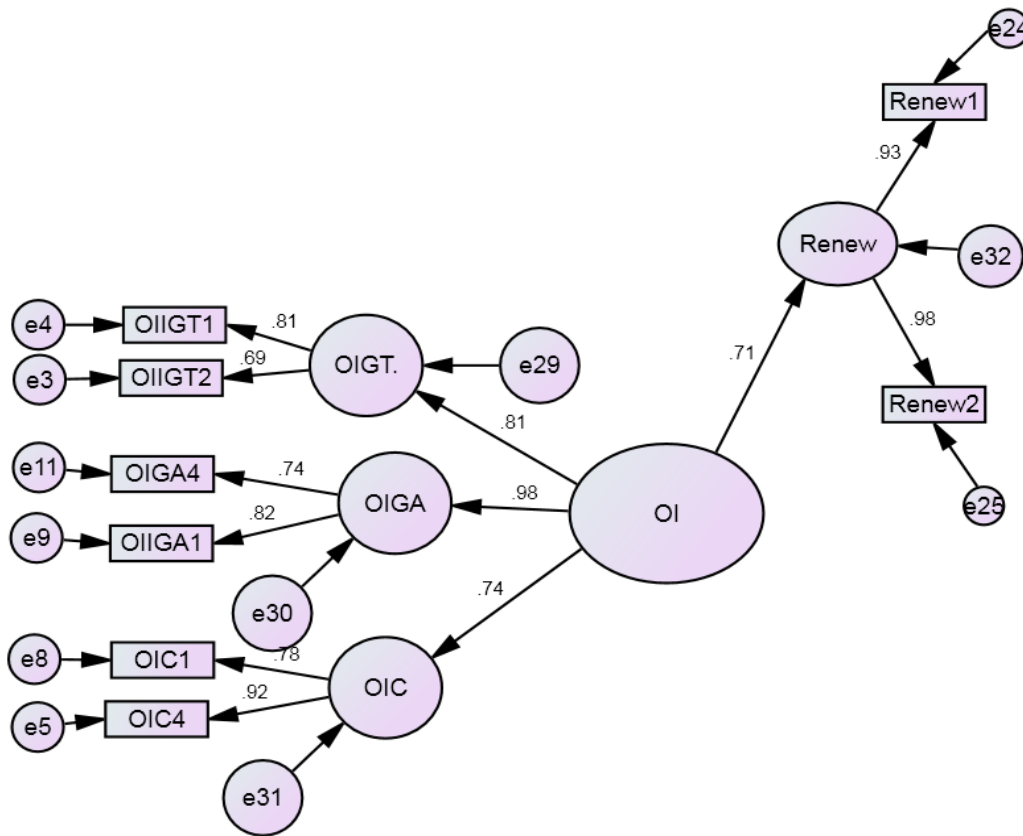 e24
Renew1
.93
Renew
e32
.98
.71
Renew2
e25
e4
OIIGT1
.81
e3
OIIGT2
.69
OIGT.
e29
.81
e11
OIGA4
.74
OIGA
.98
OI
e9
OIIGA1
.82
e30
.74
e8
OIC1
.78
OIC
e5
OIC4
.92
e31